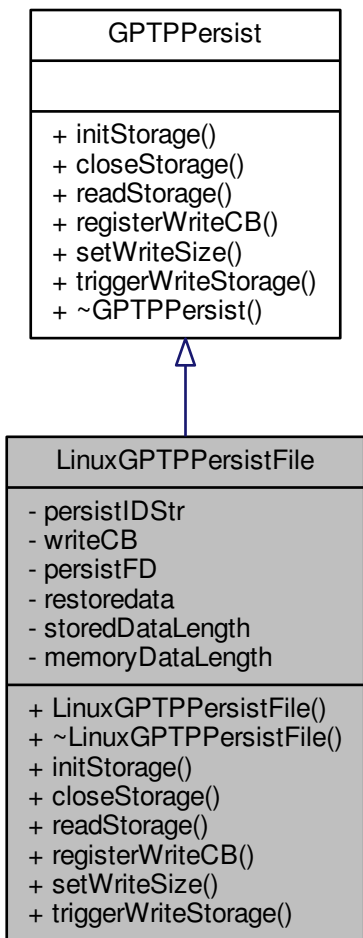 GPTPPersist
+ initStorage()
+ closeStorage()
+ readStorage()
+ registerWriteCB()
+ setWriteSize()
+ triggerWriteStorage()
+ ~GPTPPersist()
LinuxGPTPPersistFile
- persistIDStr
- writeCB
- persistFD
- restoredata
- storedDataLength
- memoryDataLength
+ LinuxGPTPPersistFile()
+ ~LinuxGPTPPersistFile()
+ initStorage()
+ closeStorage()
+ readStorage()
+ registerWriteCB()
+ setWriteSize()
+ triggerWriteStorage()